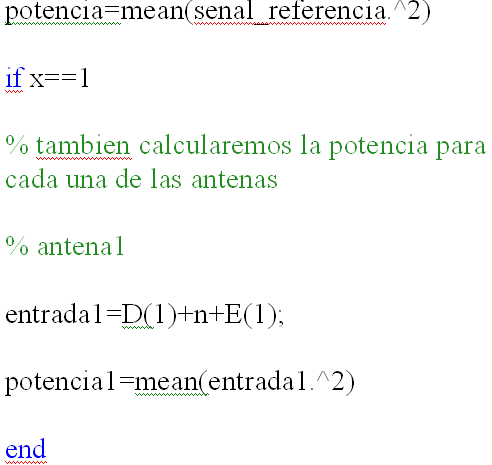 potencia=mean(senal_referencia.^2)
if x==1
% tambien calcularemos la potencia para
cada una de las antenas
% antena1
entrada1=D(1)+n+E(1);
potencia1=mean(entrada1.^2)
end